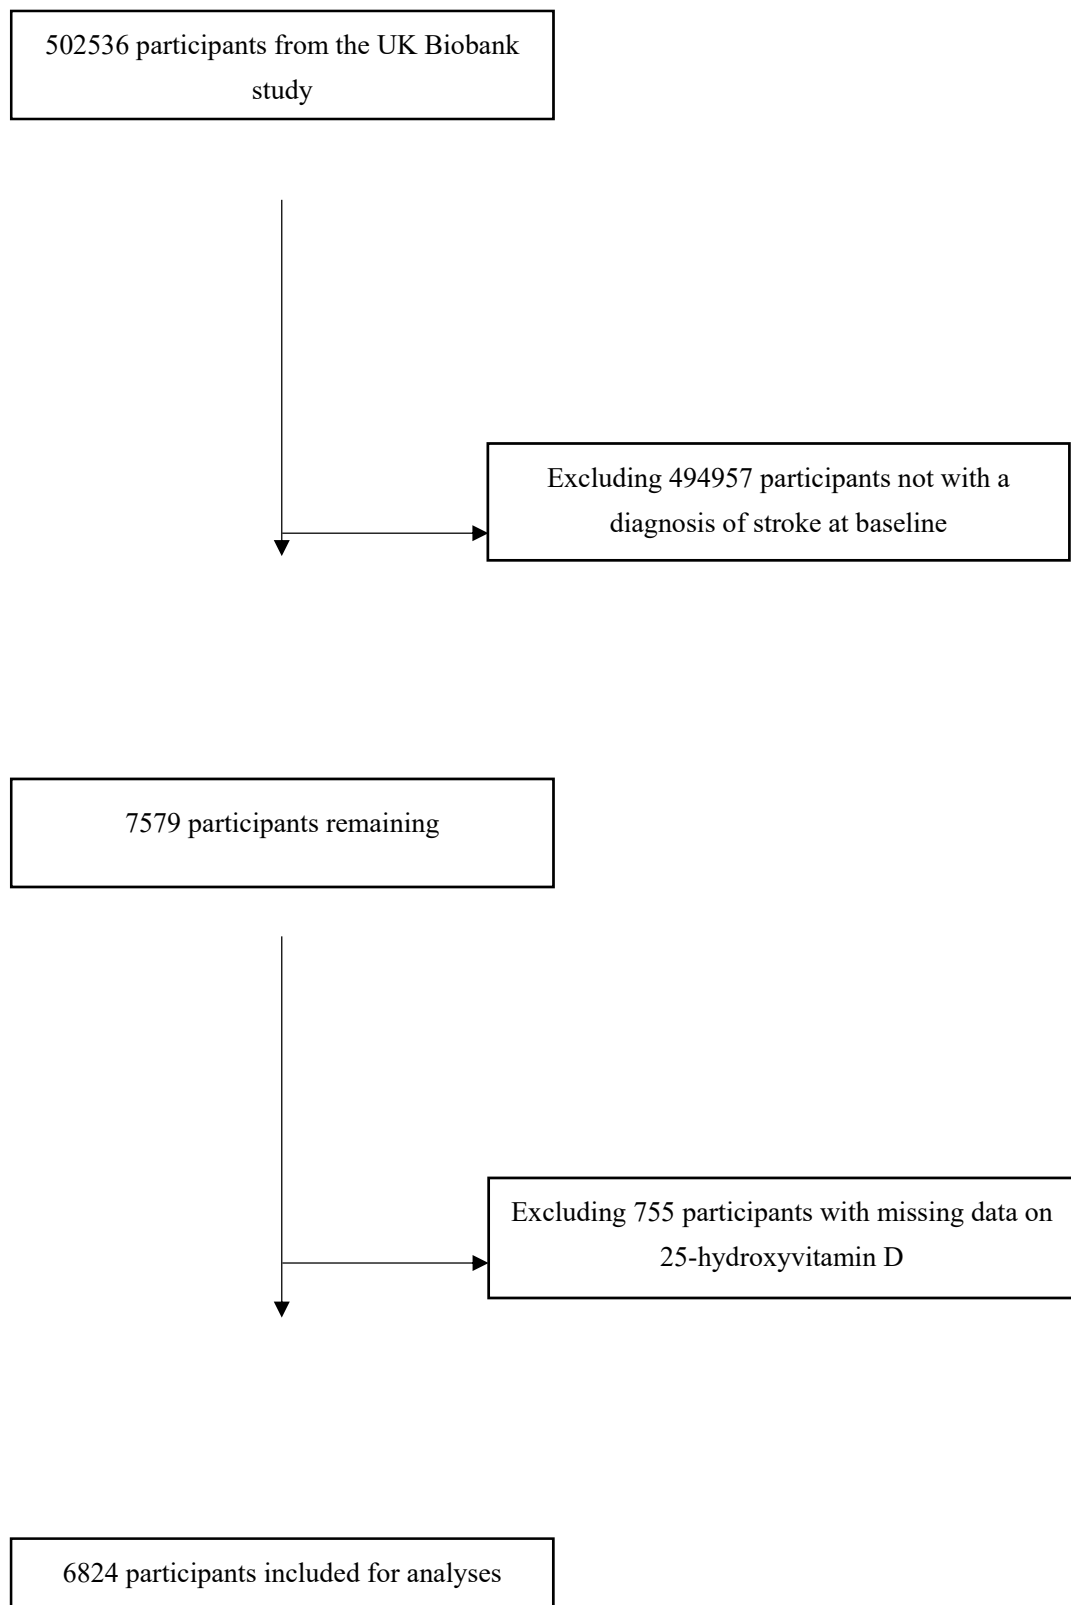 502536 participants from the UK Biobank
study
Excluding 494957 participants not with a
diagnosis of stroke at baseline
7579 participants remaining
Excluding 755 participants with missing data on
25-hydroxyvitamin D
6824 participants included for analyses